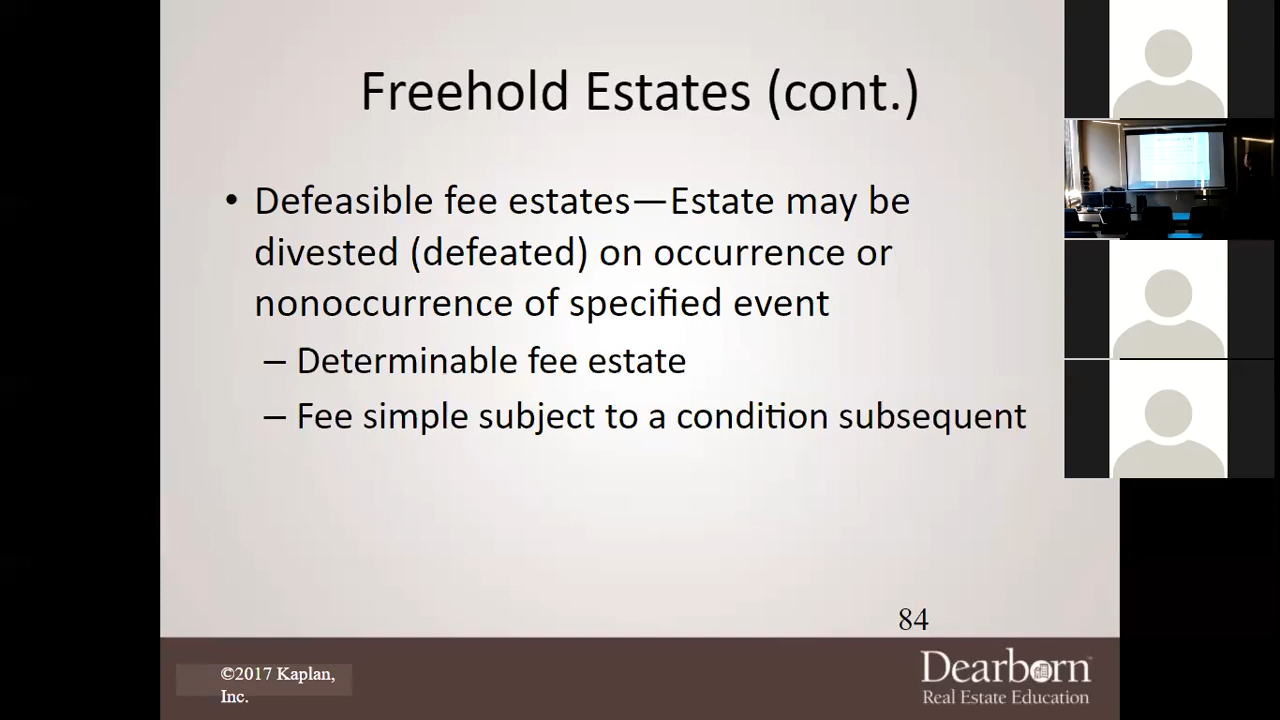 Freehold Estates (cont.)
• Defeasible fee estates—Estate may be
divested (defeated) on occurrence or
nonoccurrence of specified event
– Determinable fee estate
– Fee simple subject to a condition subsequent
84
©2017 Kaplan,
Inc.
Dearborn
Real Estate Education